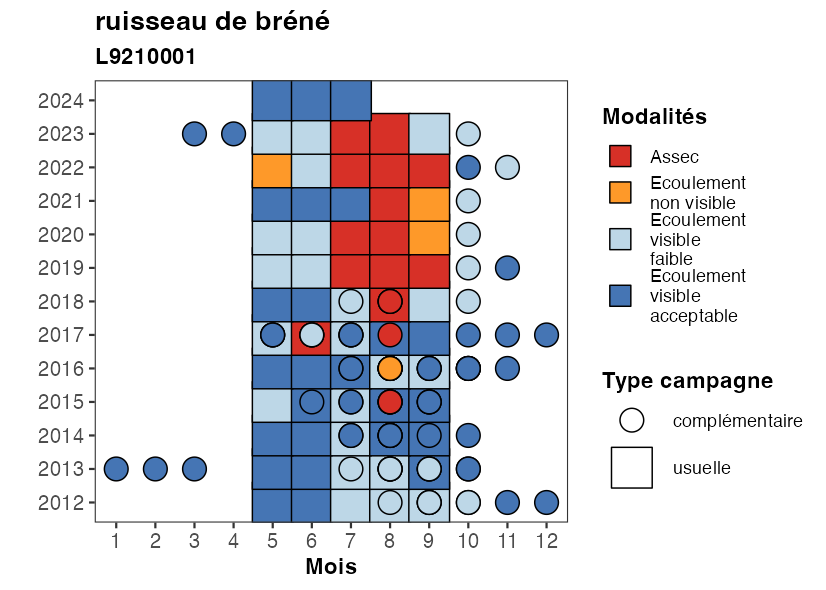 ruisseau de bréné
L9210001
2024
2023
2022
2021
2020
2019
2018
2017
2016
2015
2014
2013
2012
1 2 3 4 5 6 7 8 9 10 11 12
Mois
Modalités
Assec
Ecoulement
non visible
Ecoulement
visible
faible
Ecoulement
visible
acceptable
Type campagne
complémentaire
usuelle